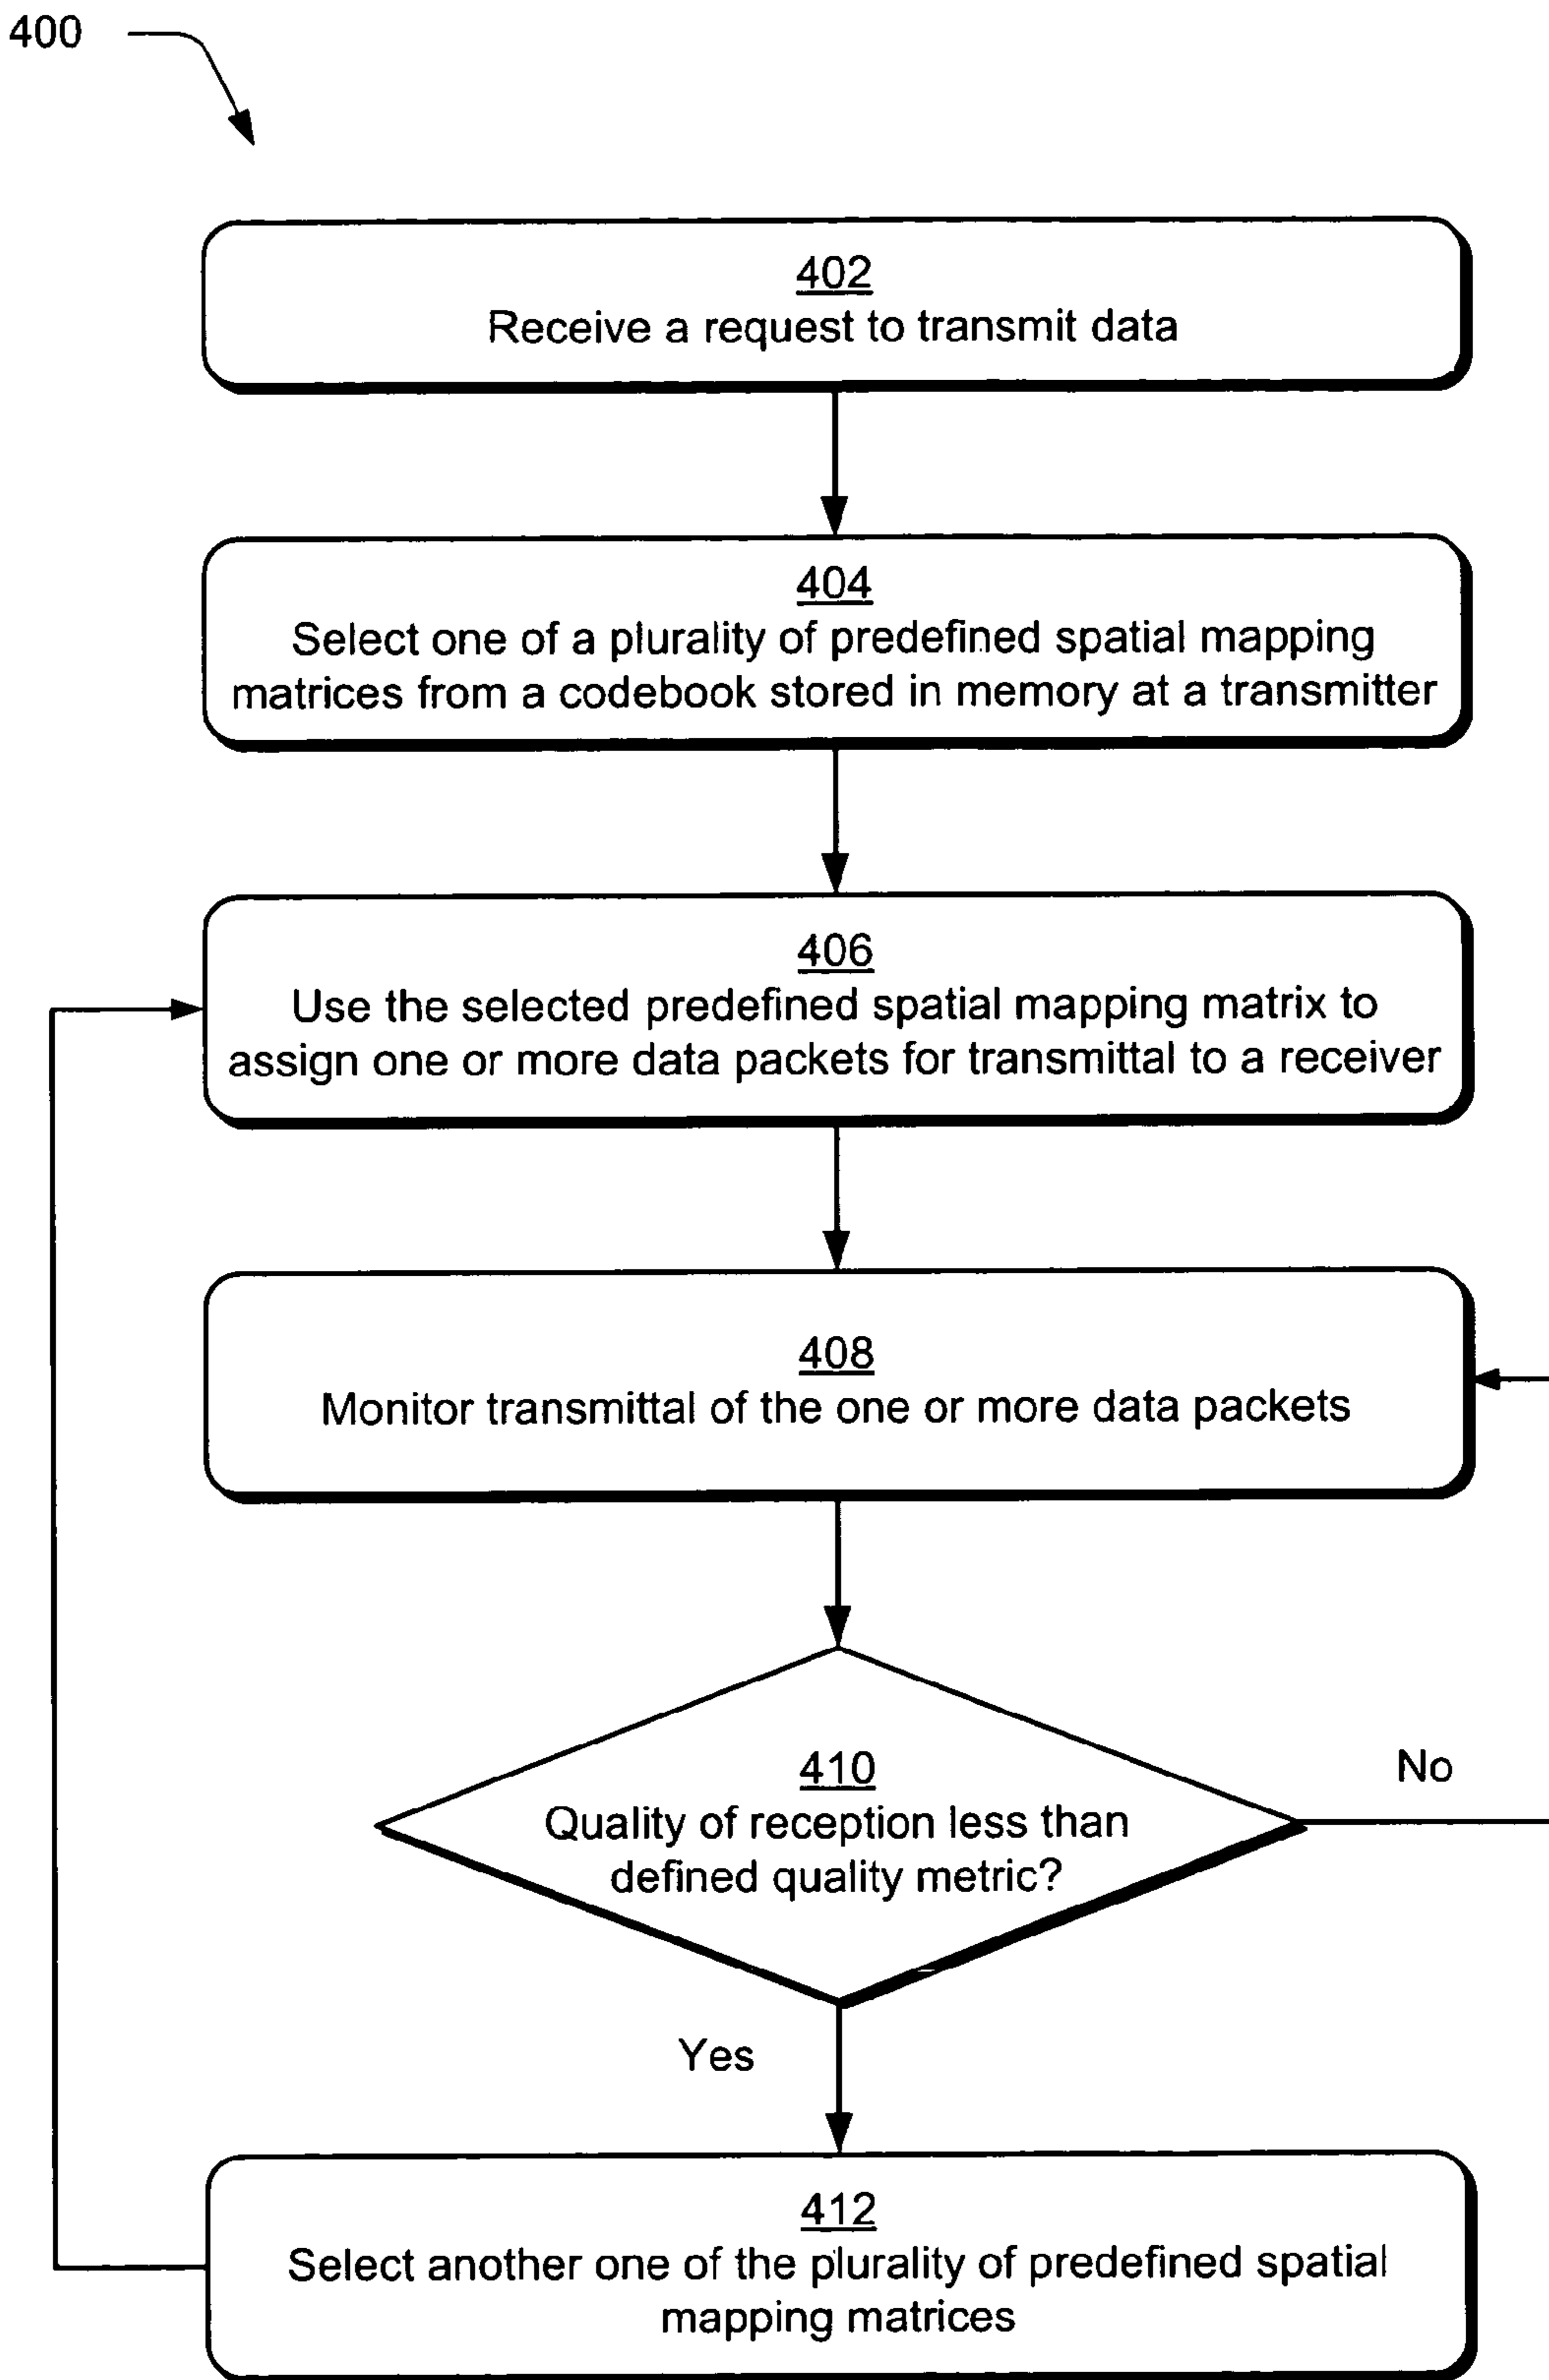 400
402
Receive a request to transmit data
404
Select one of a plurality of predefined spatial mapping
matrices from a codebook stored in memory at a transmitter
406
Use the selected predefined spatial mapping matrix to
assign one or more data packets for transmittal to a receiver
408
Monitor transmittal of the one or more data packets
410
Quality of reception less than
defined quality metric?
No
Yes
412
Select another one of the plurality of predefined spatial
mapping matrices